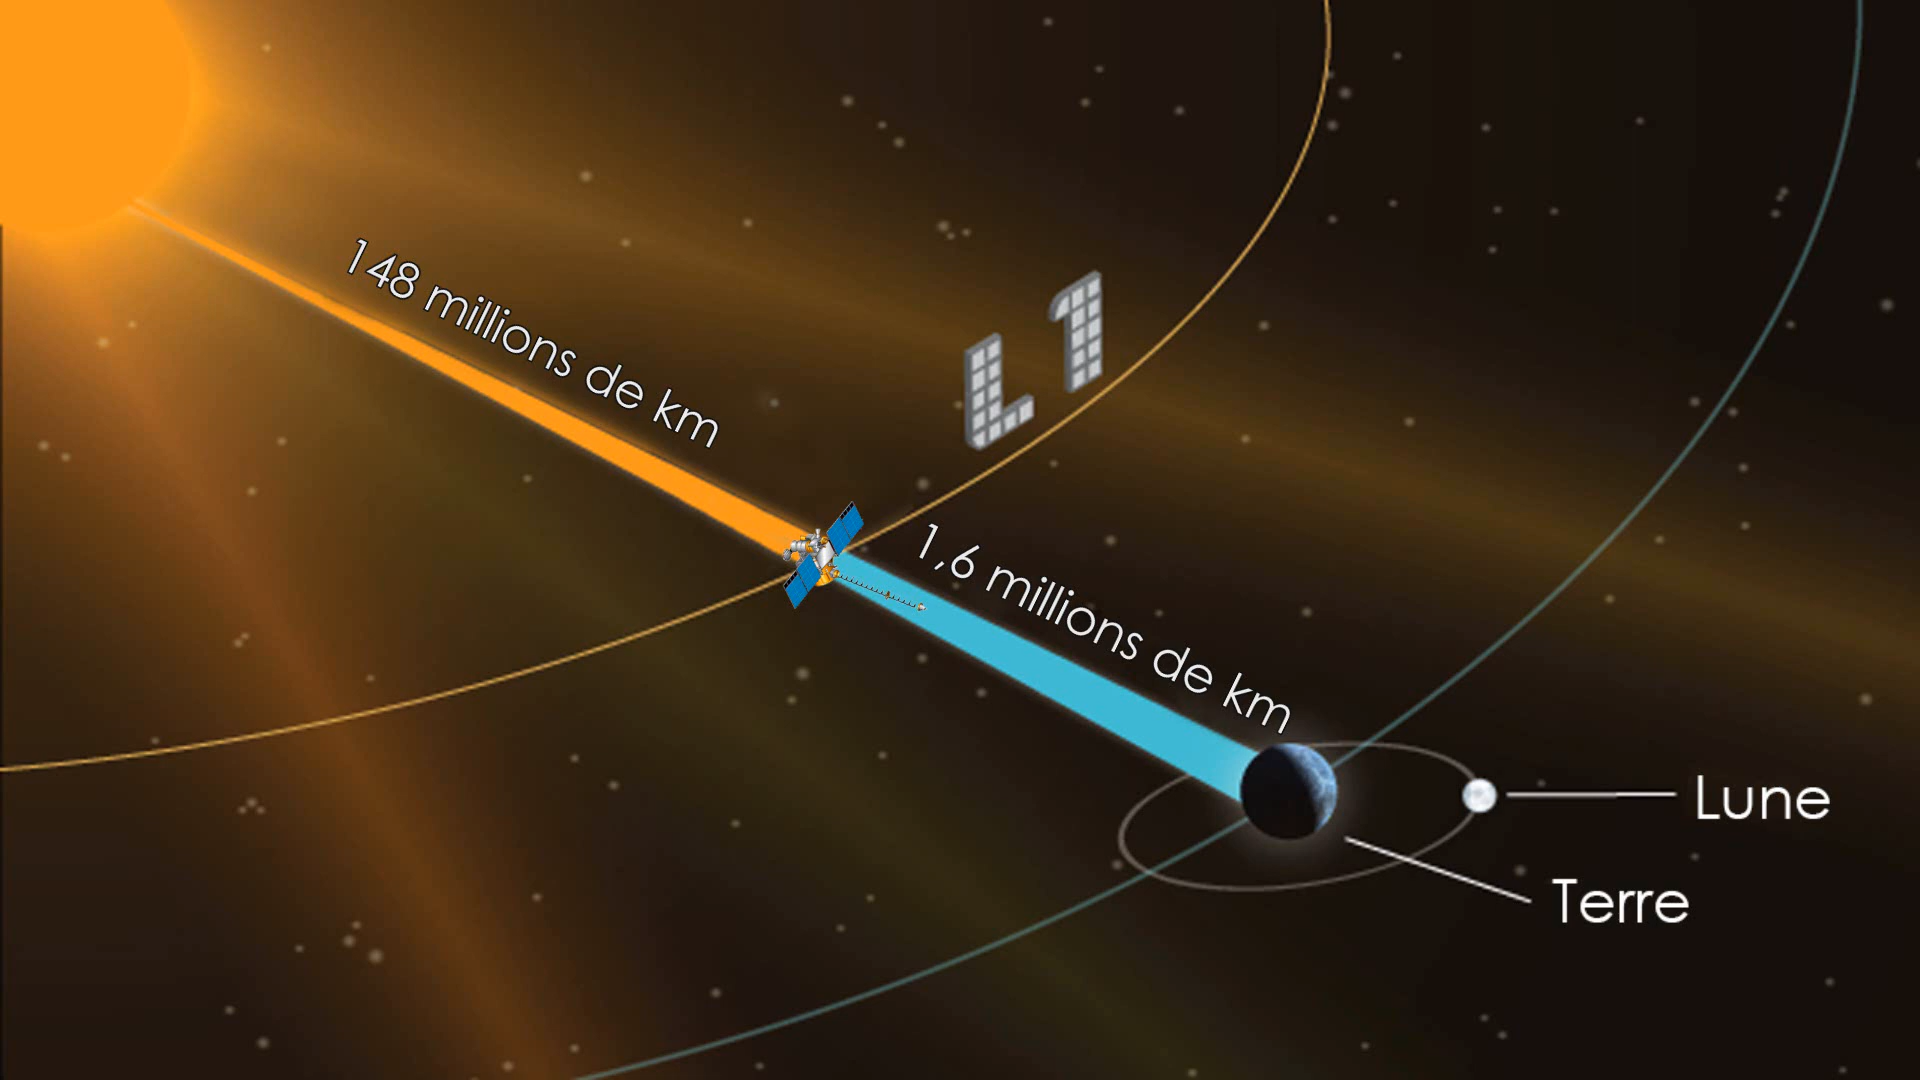 148 millions de km
L1
1,6 millions de km
Lune
Terre